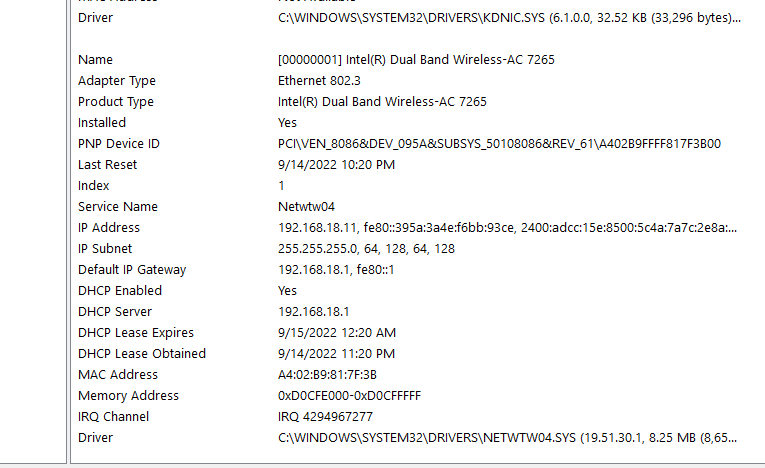 Driver C:\WINDOWS\SYSTEM32\DRIVERS\KDNIC.SYS (6.1.0.0, 32.52 KB (33,296 bytes)...
Name [00000001] Intel(R) Dual Band Wireless-AC 7265
Adapter Type Ethernet 802.3
Product Type Intel(R) Dual Band Wireless-AC 7265
Installed Yes
PNP Device ID PCI\VEN_8086&DEV_095A&SUBSYS_50108086&REV_61\A402B9FFFF817F3B00
Last Reset 9/14/2022 10:20 PM
Index 1
Service Name Netwtw04
IP Address 192.168.18.11, fe80::395a:3a4e:f6bb:93ce, 2400:adcc:15e:8500:5c4a:7a7c:2e8a:...
IP Subnet 255.255.255.0, 64, 128, 64, 128
Default IP Gateway 192.168.18.1, fe80::1
DHCP Enabled Yes
DHCP Server 192.168.18.1
DHCP Lease Expires 9/15/2022 12:20 AM
DHCP Lease Obtained 9/14/2022 11:20 PM
MAC Address A4:02:B9:81:7F:3B
Memory Address 0xD0CFE000-0xD0CFFFFF
IRQ Channel IRQ 4294967277
Driver C:\WINDOWS\SYSTEM32\DRIVERS\NETWTW04.SYS (19.51.30.1, 8.25 MB (8,65...